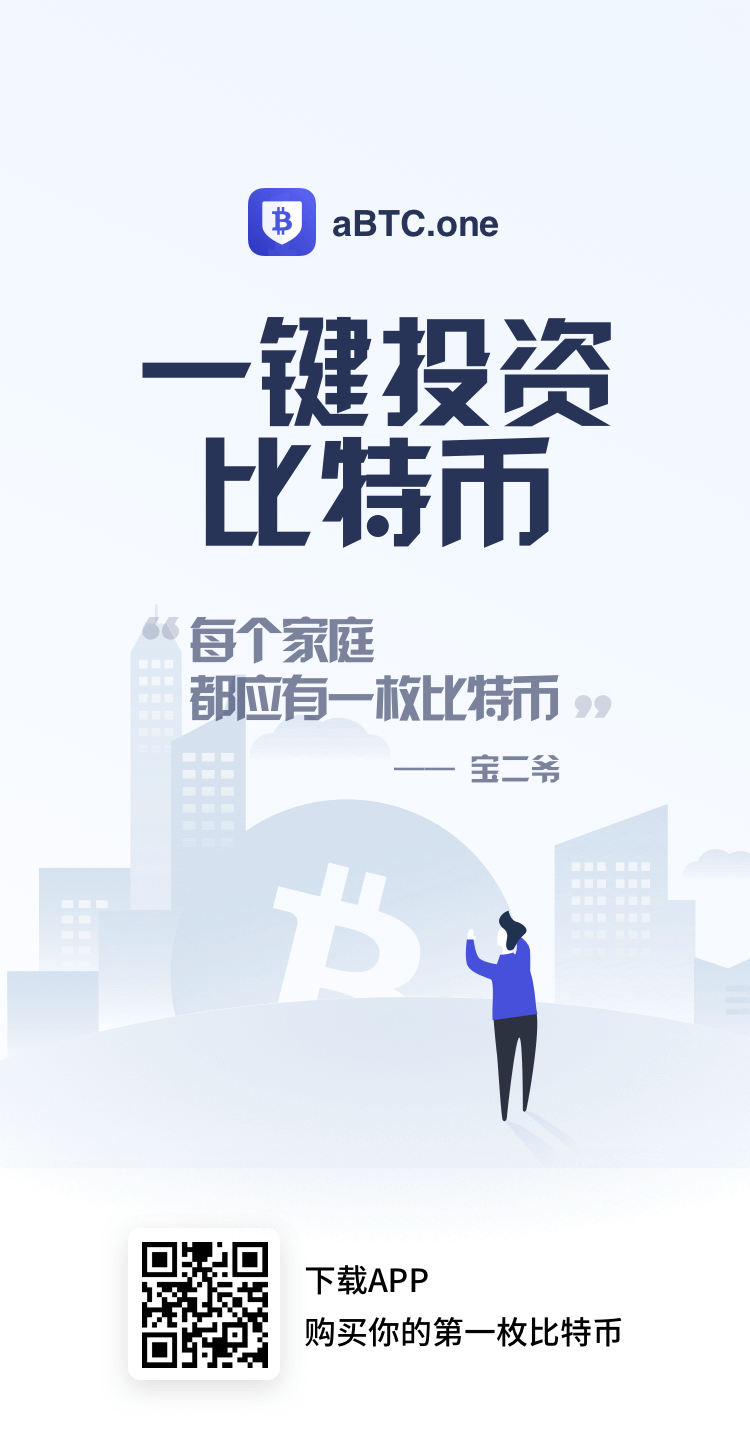 aBTC.one
一键投资
比特币
“每个家庭
都应有一枚比特币”
—— 宝二爷
下载APP
购买你的第一枚比特币